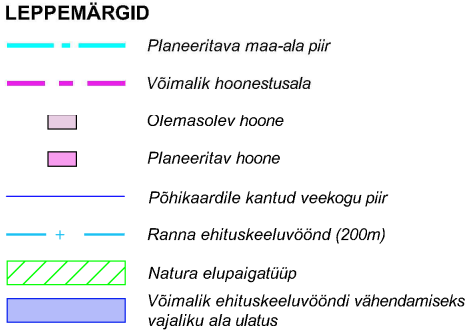 LEPPEMÄRGID
Planeeritava maa-ala piir
Võimalik hoonestusala
Olemasolev hoone
Planeeritav hoone
Põhikaardile kantud veekogu piir
Ranna ehituskeeluvöönd (200m)
Natura elupaigatüüp
Võimalik ehituskeeluvööndi vähendamiseks
vajaliku ala ulatus